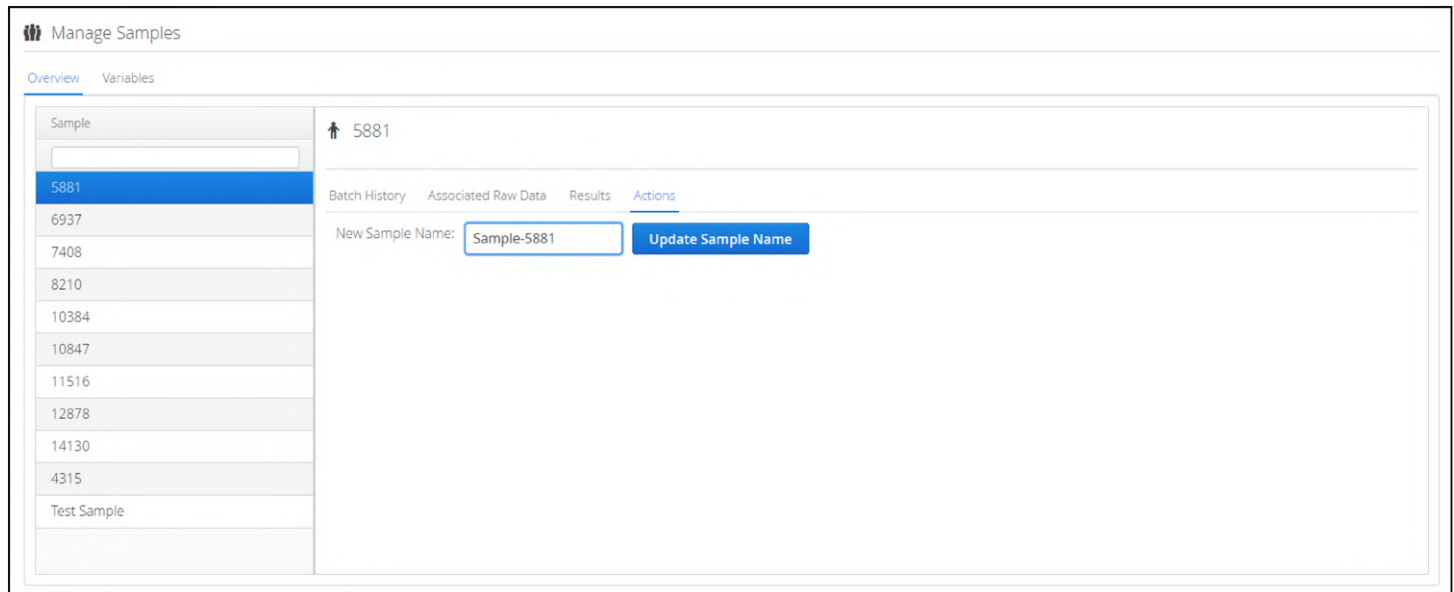 Manage Samples
Overview Variables
Sample
5881
6937
7408
8210
10384
10847
11516
12878
14130
4315
Test Sample
5881
Batch History Associated Raw Data Results Actions
New Sample Name: Sample-5881 Update Sample Name